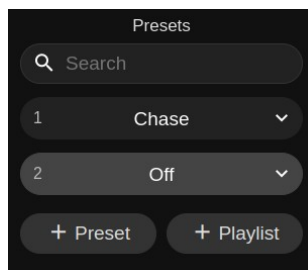 Presets
Search
1 Chase
2 Off
+ Preset + Playlist